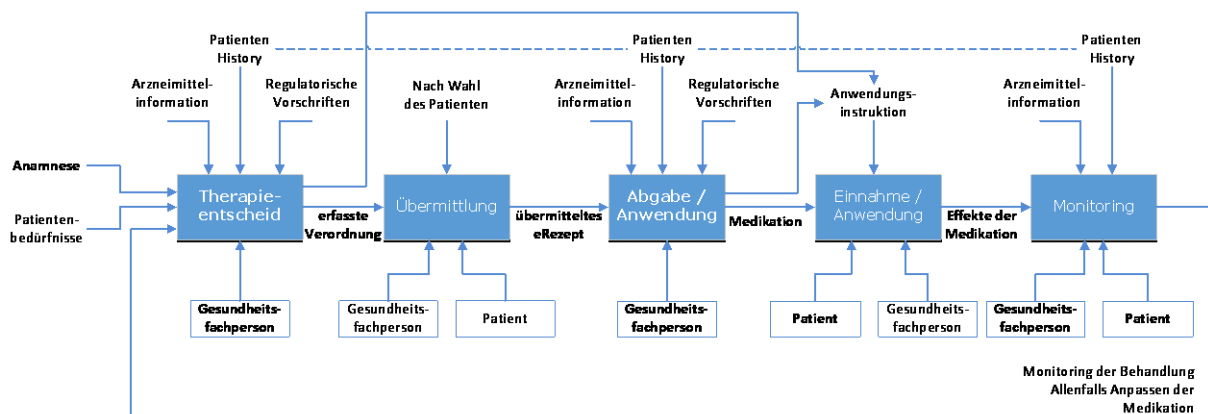 Patienten
History
Patienten
History
Patienten
History
Arzneimittel-
information
Regulatorische
Vorschriften
Nach Wahl
des Patienten
Arzneimittel-
information
Regulatorische
Vorschriften
Anwendungs-
instruktion
Arzneimittel-
information
Anamnese
Patienten-
bedürfnisse
Therapie-
entscheid
erfasste
Verordnung
Übermittlung
übermitteltes
eRezept
Abgabe /
Anwendung
Medikation
Einnahme /
Anwendung
Effekte der
Medikation
Monitoring
Gesundheits-
fachperson
Gesundheits-
fachperson
Patient
Gesundheits-
fachperson
Patient
Gesundheits-
fachperson
Gesundheits-
fachperson
Patient
Monitoring der Behandlung
Allenfalls Anpassen der
Medikation